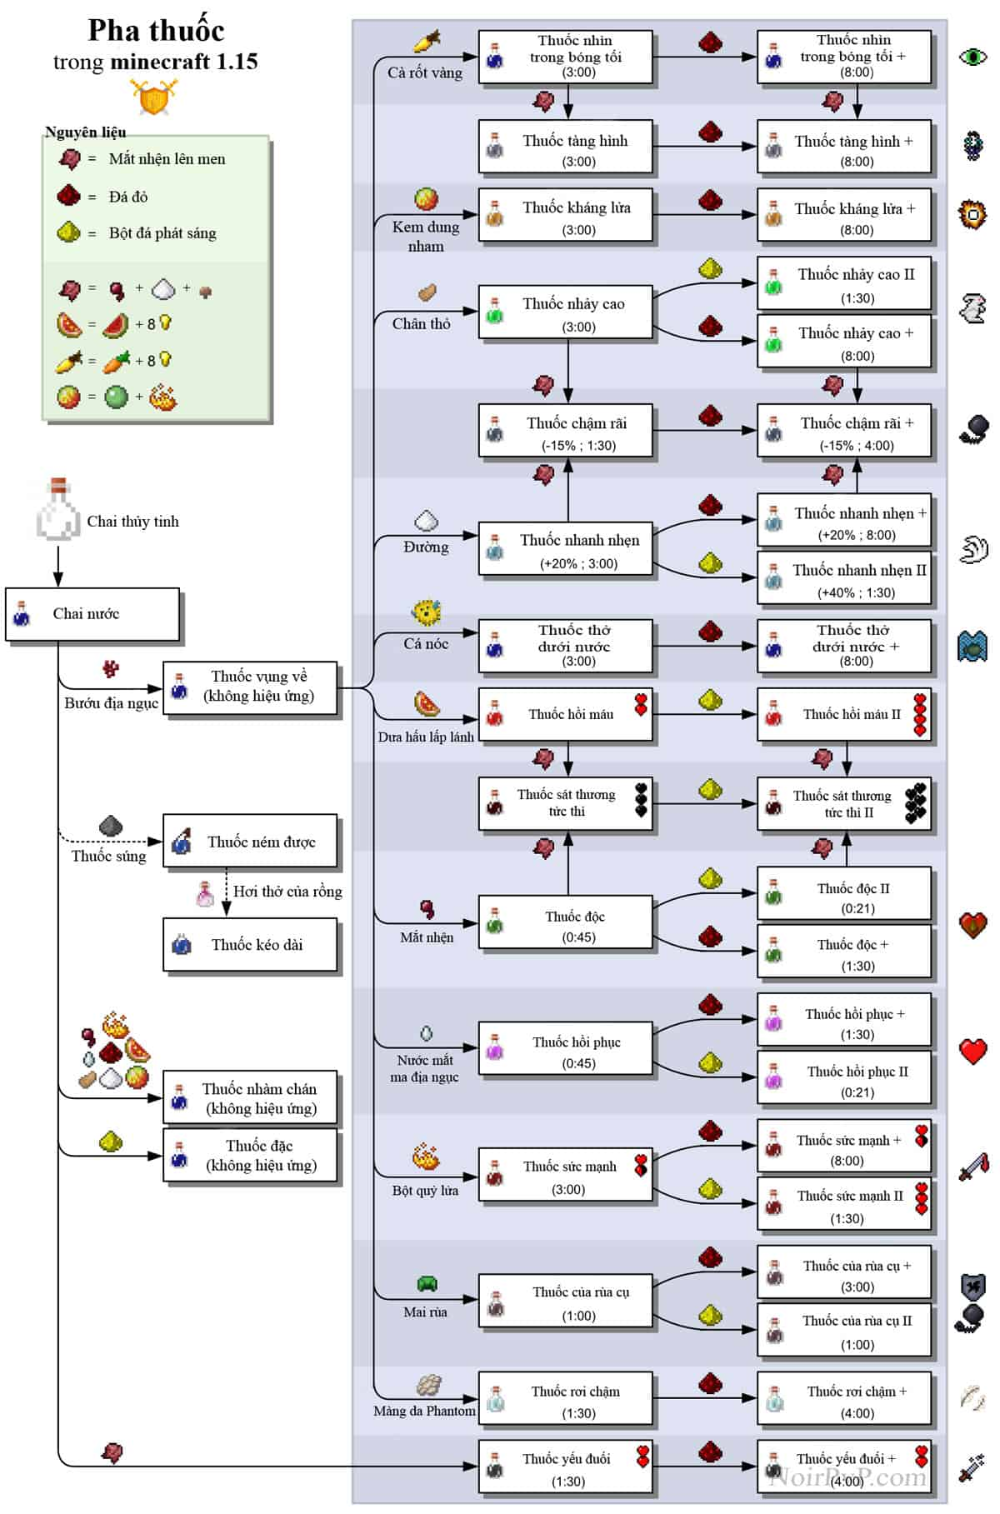 Pha thuốc
trong minecraft 1.15
Nguyên liệu
= Mắt nhện lên men
= Đá đỏ
= Bột đá phát sáng
= + +
= + 8
= + 8
= +
Chai thủy tinh
Chai nước
Bướu địa ngục
Thuốc vụng về
(không hiệu ứng)
Thuốc súng
Thuốc ném được
Hơi thở của rồng
Thuốc kéo dài
Thuốc nhàm chán
(không hiệu ứng)
Thuốc đặc
(không hiệu ứng)
Cà rốt vàng
Thuốc nhìn
trong bóng tối
(3:00)
Thuốc nhìn
trong bóng tối +
(8:00)
Thuốc tàng hình
(3:00)
Thuốc tàng hình +
(8:00)
Kem dung
nham
Thuốc kháng lửa
(3:00)
Thuốc kháng lửa +
(8:00)
Chân thỏ
Thuốc nhảy cao
(3:00)
Thuốc nhảy cao II
(1:30)
Thuốc nhảy cao +
(8:00)
Thuốc chậm rãi
(-15% ; 1:30)
Thuốc chậm rãi +
(-15% ; 4:00)
Đường
Thuốc nhanh nhẹn
(+20% ; 3:00)
Thuốc nhanh nhẹn +
(+20% ; 8:00)
Thuốc nhanh nhẹn II
(+40% ; 1:30)
Cá nóc
Thuốc thở
dưới nước
(3:00)
Thuốc thở
dưới nước +
(8:00)
Dưa hấu lấp lánh
Thuốc hồi máu
Thuốc hồi máu II
Thuốc sát thương
tức thì
Thuốc sát thương
tức thì II
Mắt nhện
Thuốc độc
(0:45)
Thuốc độc II
(0:21)
Thuốc độc +
(1:30)
Nước mắt
ma địa ngục
Thuốc hồi phục
(0:45)
Thuốc hồi phục +
(1:30)
Thuốc hồi phục II
(0:21)
Bột quỷ lửa
Thuốc sức mạnh
(3:00)
Thuốc sức mạnh +
(8:00)
Thuốc sức mạnh II
(1:30)
Mai rùa
Thuốc của rùa cụ
(1:00)
Thuốc của rùa cụ +
(3:00)
Thuốc của rùa cụ II
(1:00)
Màng da Phantom
Thuốc rơi chậm
(1:30)
Thuốc rơi chậm +
(4:00)
Thuốc yếu đuối
(1:30)
Thuốc yếu đuối +
(4:00)
NoirPvP.com